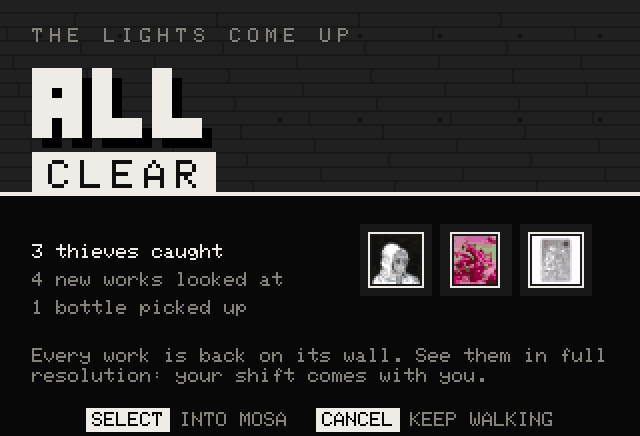 THE LIGHTS COME UP
ALL
CLEAR
3 thieves caught
4 new works looked at
1 bottle picked up
Every work is back on its wall. See them in full
resolution: your shift comes with you.
SELECT INTO MOSA CANCEL KEEP WALKING